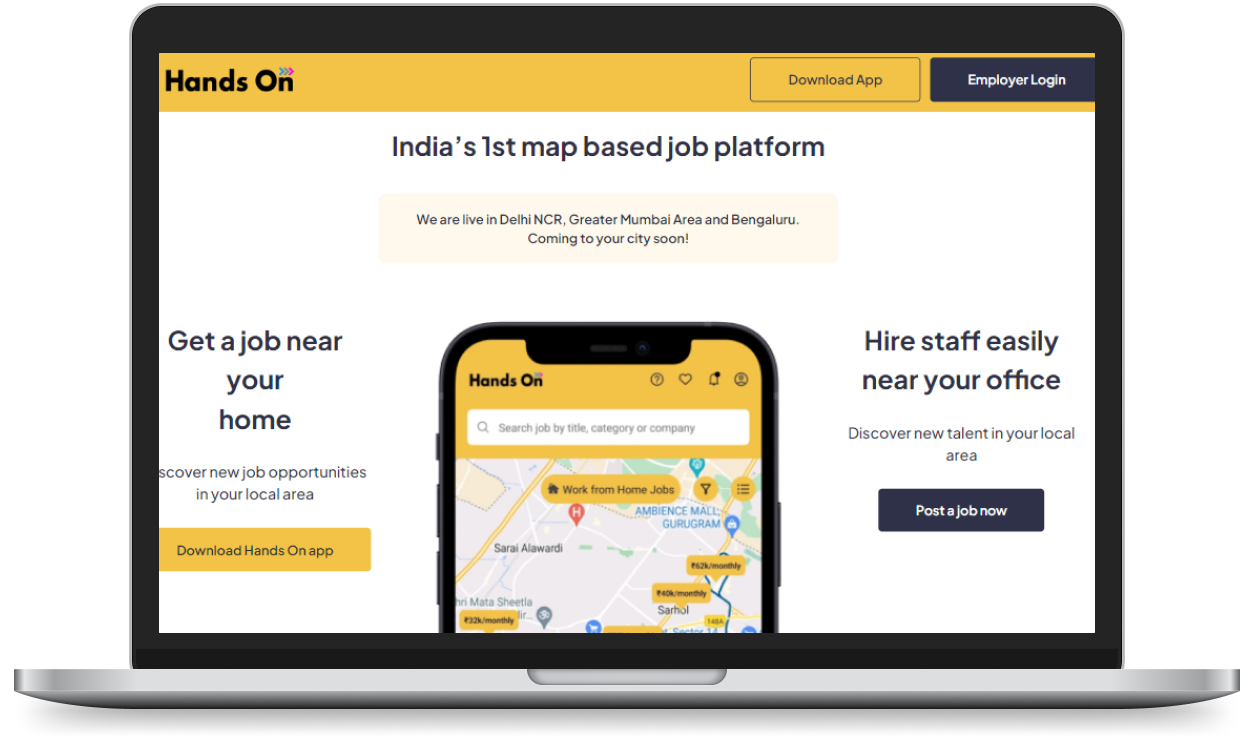 Hands On
Download App
Employer Login
India's 1st map based job platform
We are live in Delhi NCR, Greater Mumbai Area and Bengaluru.
Coming to your city soon!
Get a job near
your
home
scover new job opportunities
in your local area
Download Hands On app
Hands On
Search job by title, category or company
Work from Home Jobs
AMBIENCE MALL,
GURUGRAM
H
Sarai Alawardi
₹62k/monthly
₹40k/monthly
hri Mata Sheetla
Sarhol
₹32k/monthly
148A
Sector 14
Hire staff easily
near your office
Discover new talent in your local
area
Post a job now